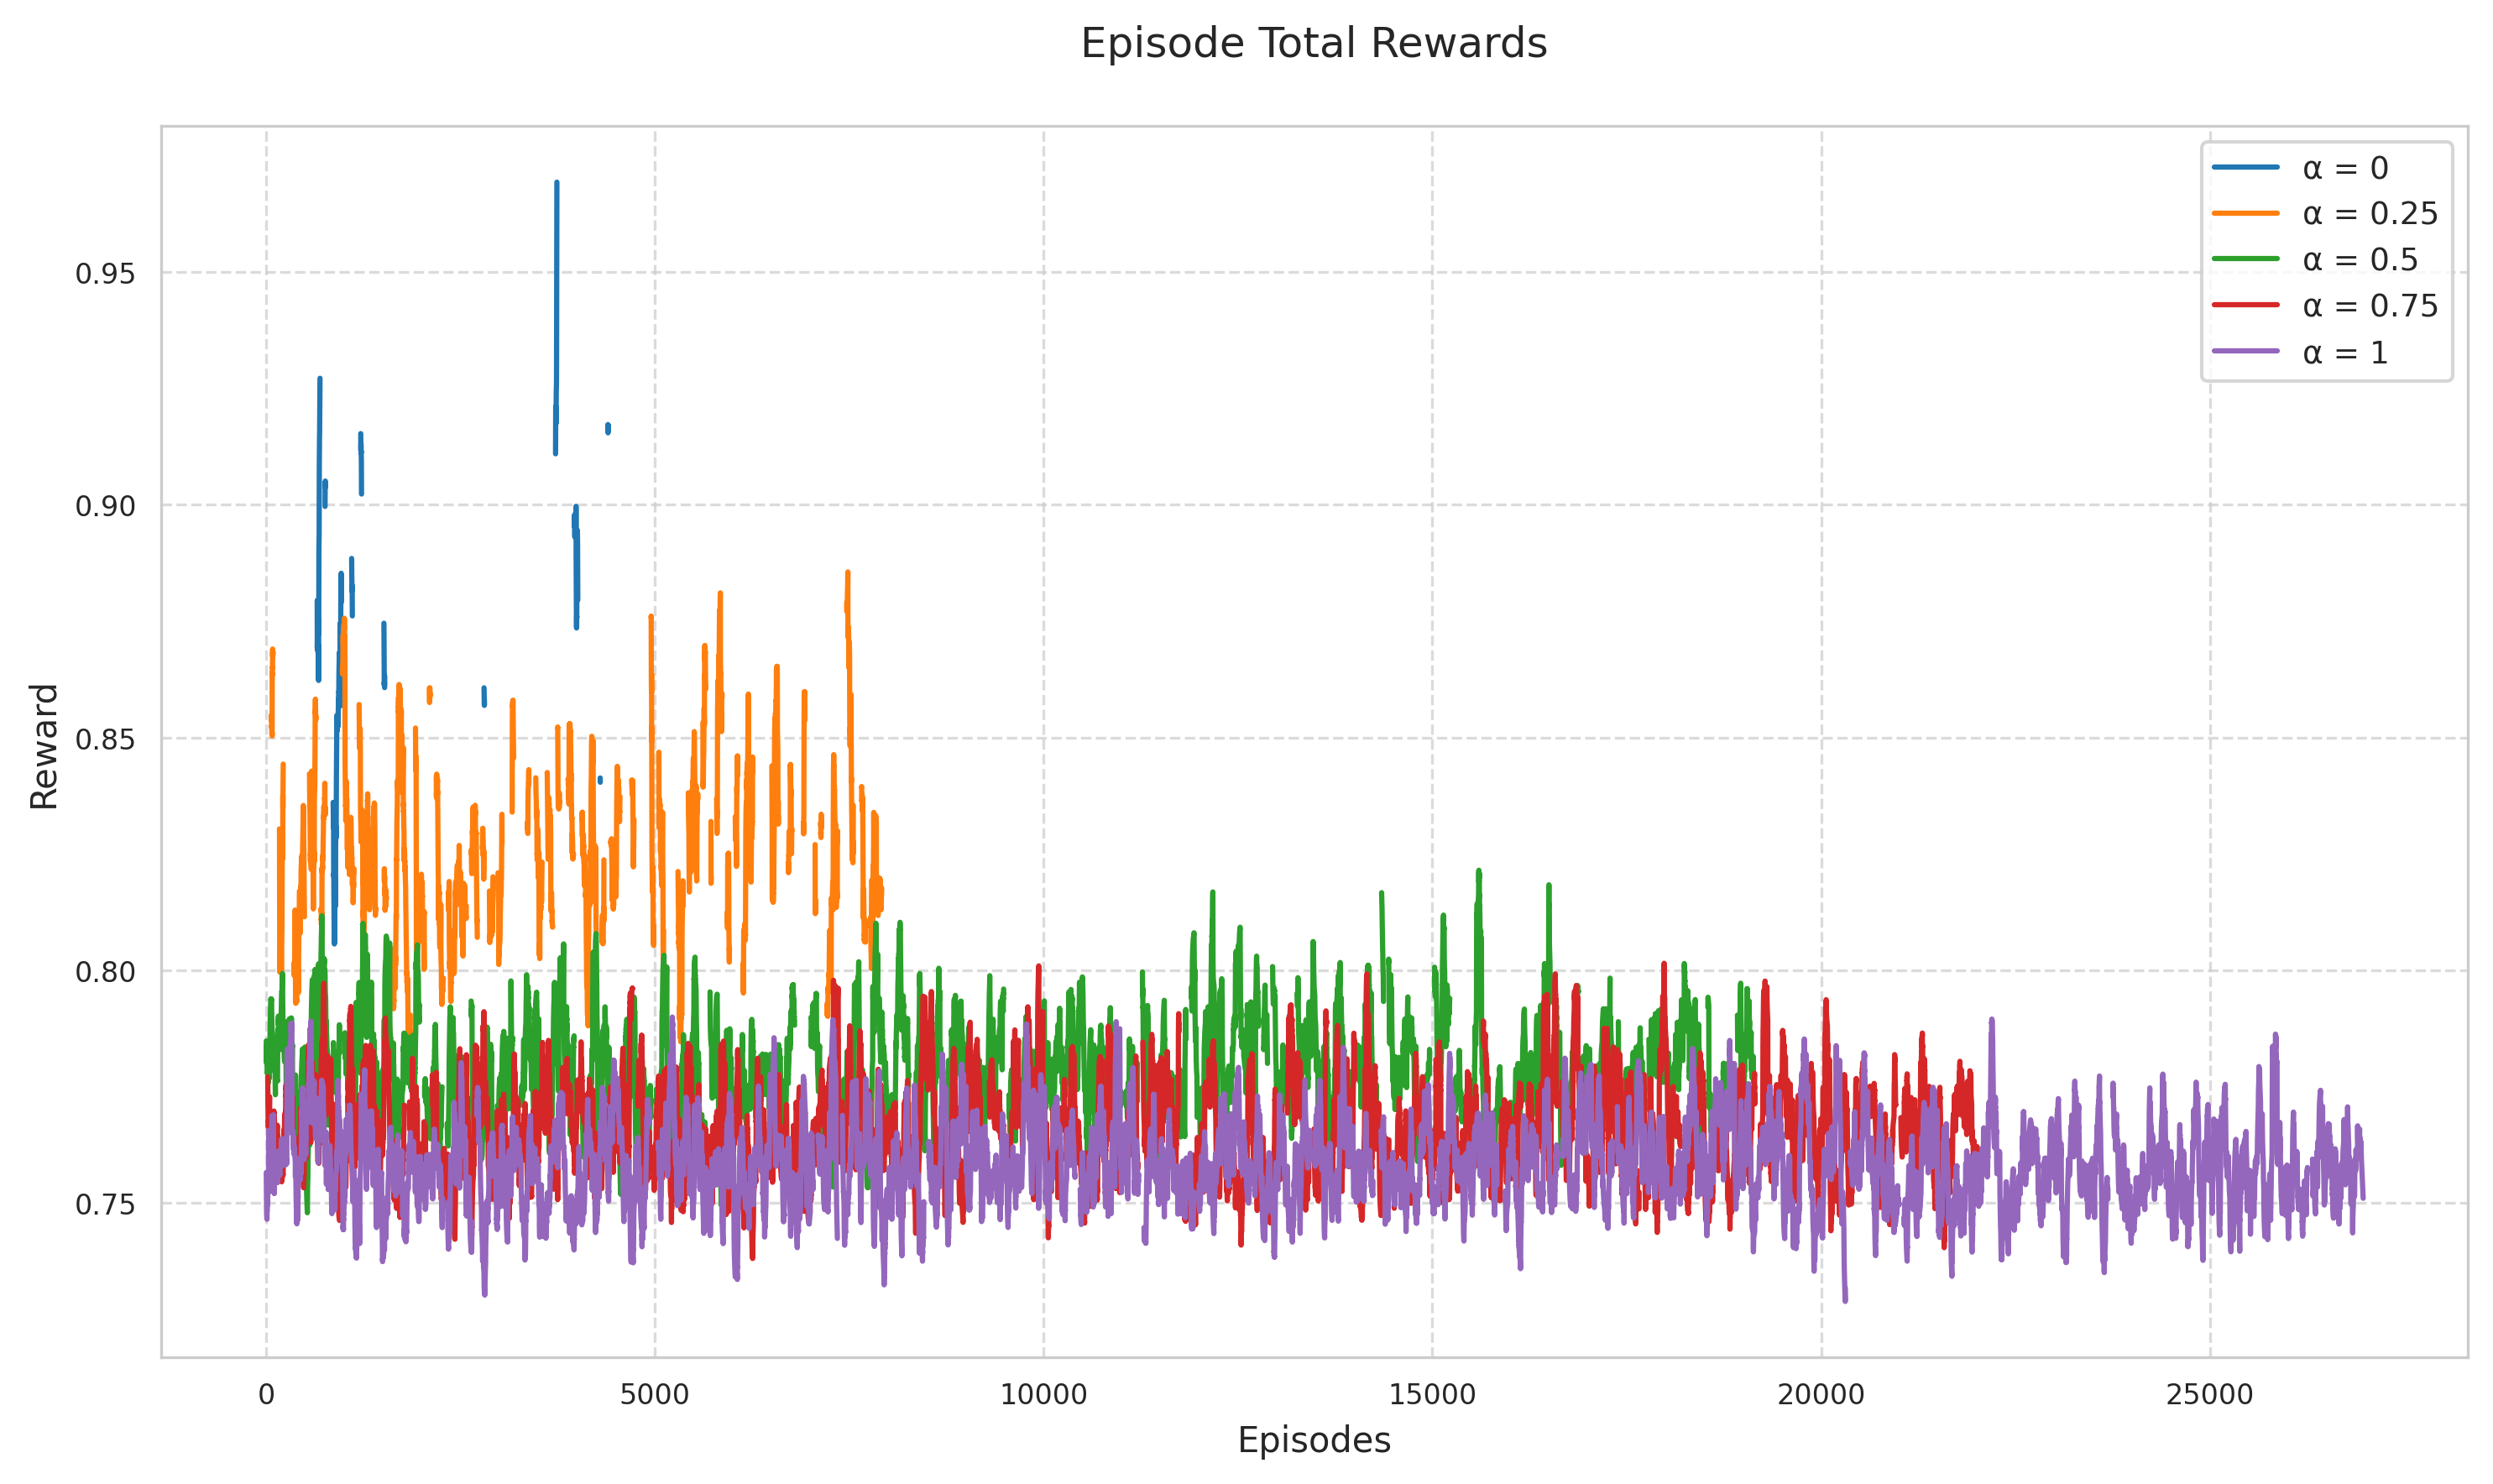 Episode Total Rewards
α = 0
α = 0.25
α = 0.5
α = 0.75
α = 1
Reward
0.95
0.90
0.85
0.80
0.75
0
5000
10000
15000
20000
25000
Episodes